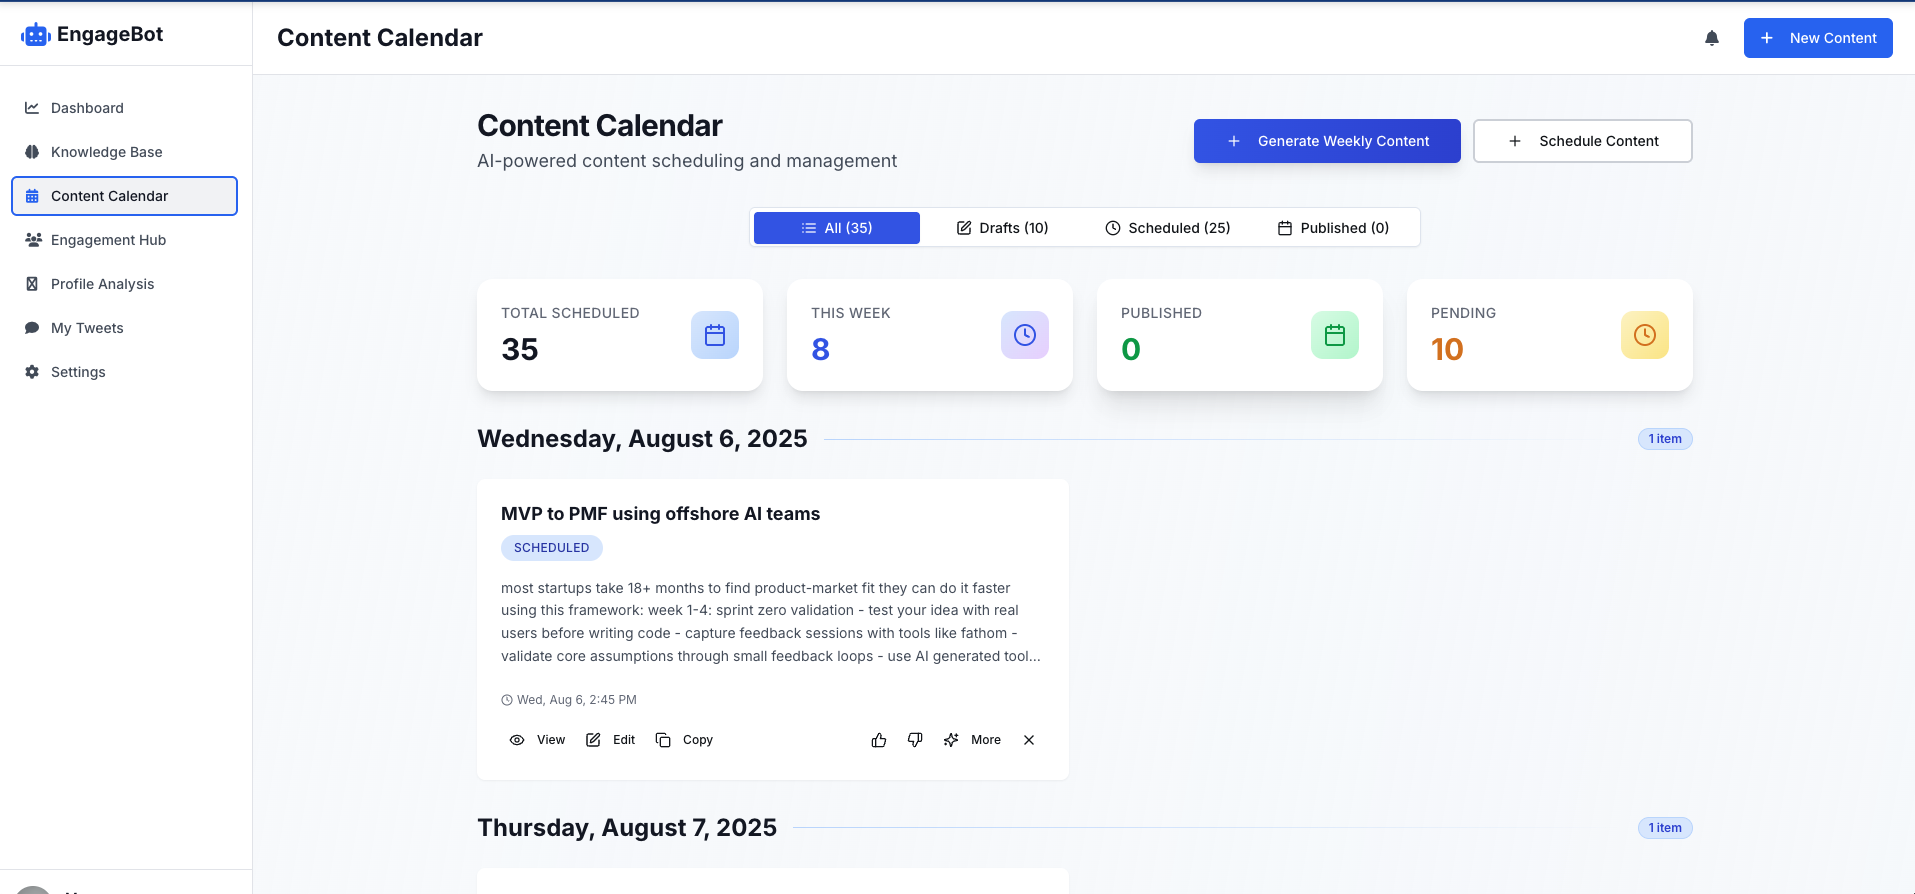 EngageBot
Content Calendar
New Content
Dashboard
Knowledge Base
Content Calendar
Engagement Hub
Profile Analysis
My Tweets
Settings
Content Calendar
AI-powered content scheduling and management
Generate Weekly Content
Schedule Content
All (35)
Drafts (10)
Scheduled (25)
Published (0)
TOTAL SCHEDULED
35
THIS WEEK
8
PUBLISHED
0
PENDING
10
Wednesday, August 6, 2025
1 item
MVP to PMF using offshore AI teams
SCHEDULED
most startups take 18+ months to find product-market fit they can do it faster
using this framework: week 1-4: sprint zero validation - test your idea with real
users before writing code - capture feedback sessions with tools like fathom -
validate core assumptions through small feedback loops - use AI generated tool...
Wed, Aug 6, 2:45 PM
View
Edit
Copy
More
Thursday, August 7, 2025
1 item